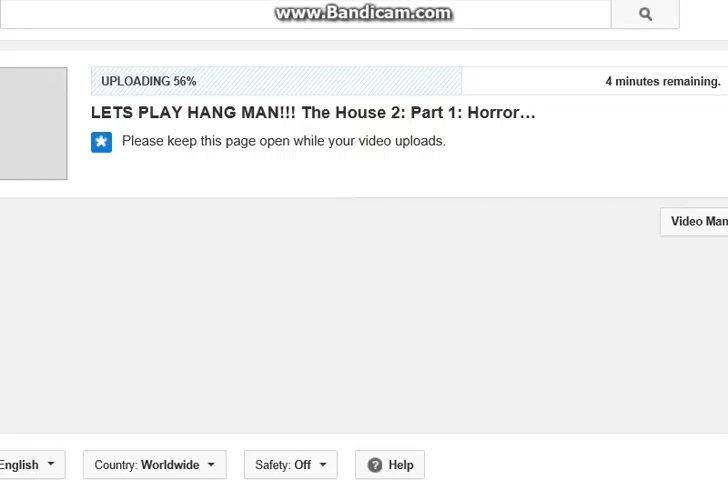 www.Bandicam.com
UPLOADING 56%
4 minutes remaining.
LETS PLAY HANG MAN!!! The House 2: Part 1: Horror…
Please keep this page open while your video uploads.
Video Man
English
Country: Worldwide
Safety: Off
Help